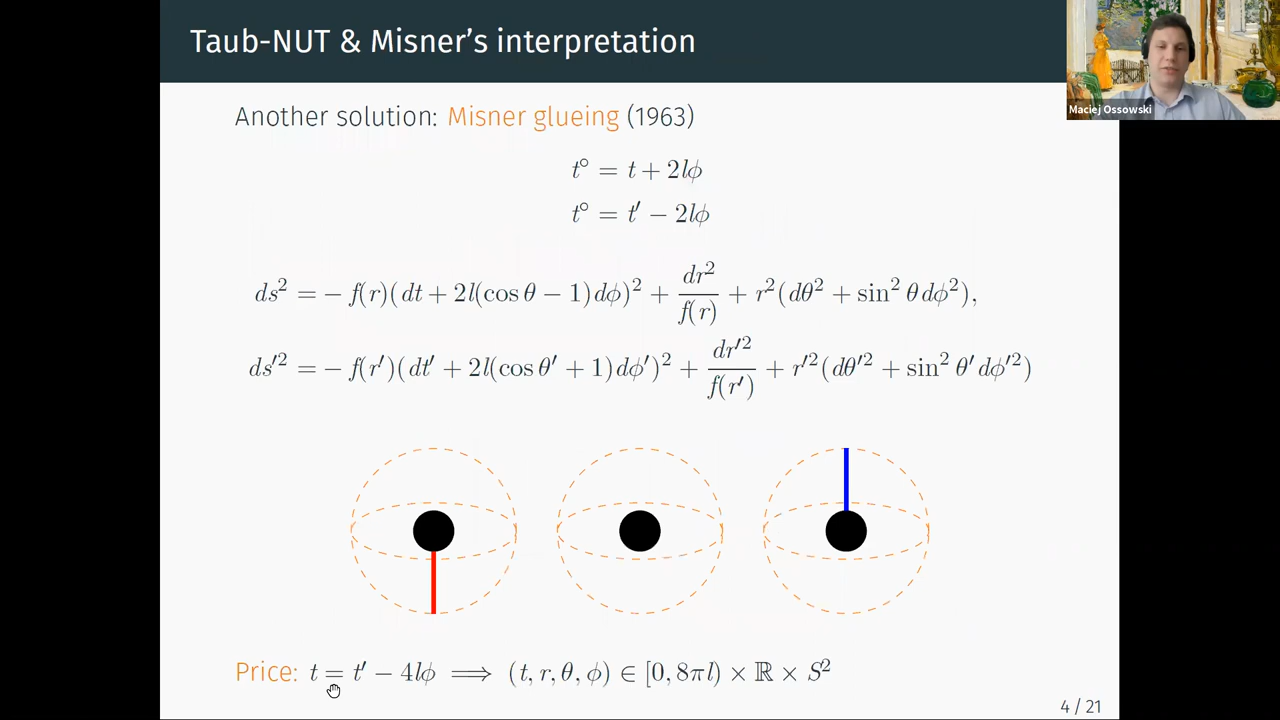 Taub-NUT & Misner's interpretation
Maciej Ossowski
Another solution: Misner glueing (1963)
t° = t + 2lϕ
t° = t′ − 2lϕ
ds² = − f(r)(dt + 2l(cos θ − 1)dϕ)² + dr²/f(r) + r²(dθ² + sin² θ dϕ²),
ds′² = − f(r′)(dt′ + 2l(cos θ′ + 1)dϕ′)² + dr′²/f(r′) + r′²(dθ′² + sin² θ′ dϕ′²)
Price: t = t′ − 4lϕ ⟹ (t, r, θ, ϕ) ∈ [0, 8πl) × ℝ × S²
4 / 21